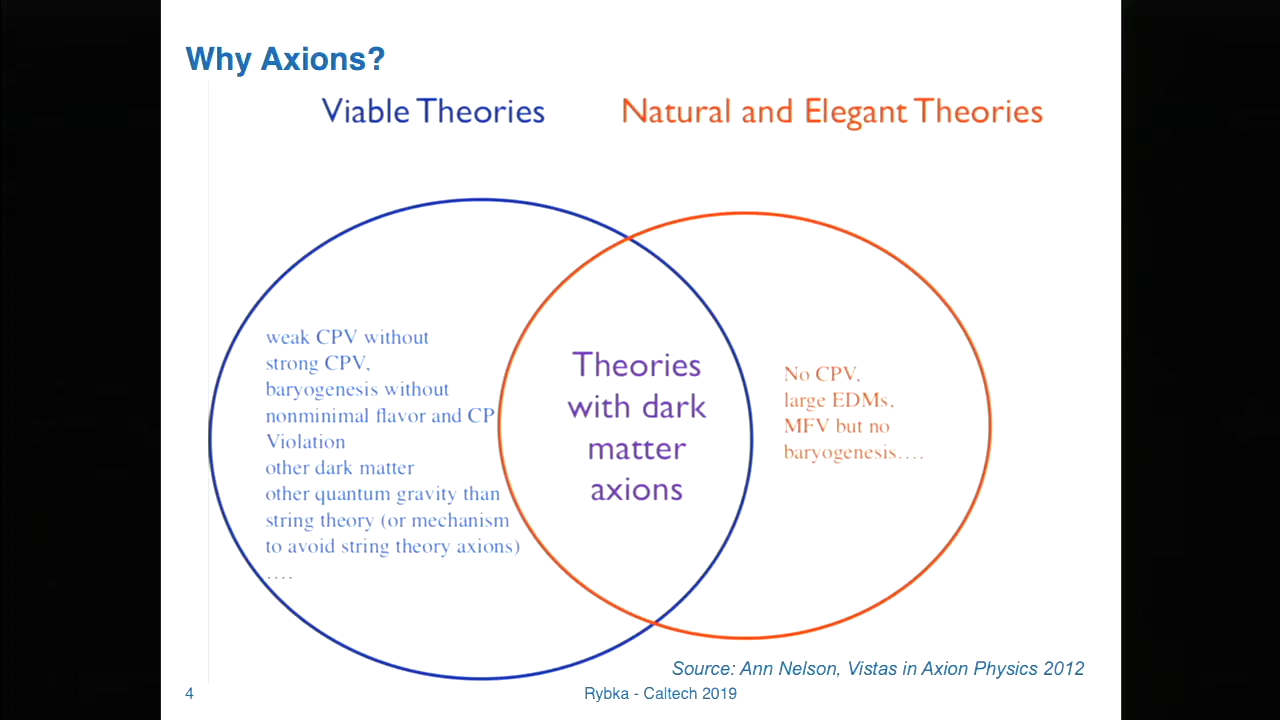 Why Axions?
Viable Theories
Natural and Elegant Theories
weak CPV without
strong CPV,
baryogenesis without
nonminimal flavor and CP
Violation
other dark matter
other quantum gravity than
string theory (or mechanism
to avoid string theory axions)
....
Theories
with dark
matter
axions
No CPV,
large EDMs,
MFV but no
baryogenesis....
Source: Ann Nelson, Vistas in Axion Physics 2012
4
Rybka - Caltech 2019